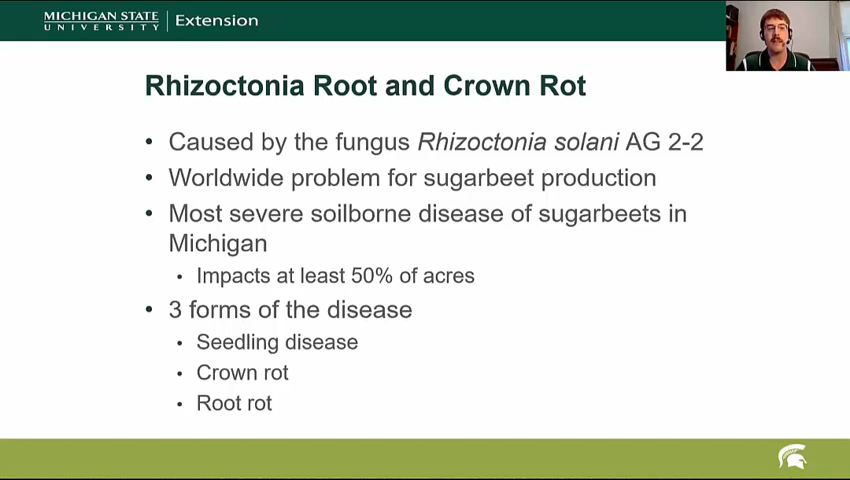 MICHIGAN STATE
UNIVERSITY
Extension
Rhizoctonia Root and Crown Rot
• Caused by the fungus Rhizoctonia solani AG 2-2
• Worldwide problem for sugarbeet production
• Most severe soilborne disease of sugarbeets in
Michigan
• Impacts at least 50% of acres
• 3 forms of the disease
• Seedling disease
• Crown rot
• Root rot